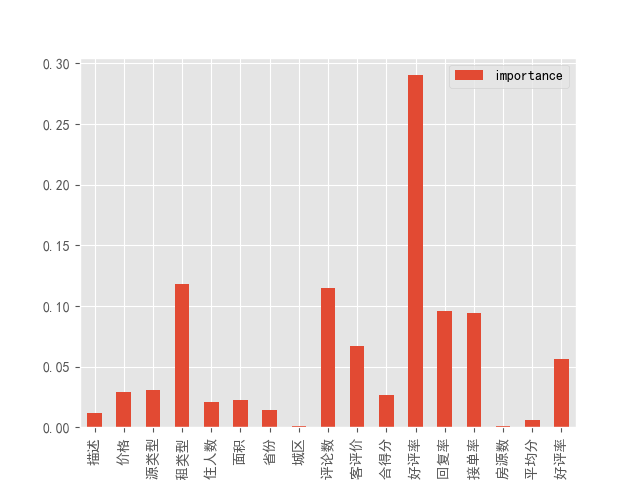 0.30
0.25
0.20
0.15
0.10
0.05
0.00
importance
描述
价格
源类型
租类型
住人数
面积
省份
城区
评论数
客评价
合得分
好评率
回复率
接单率
房源数
平均分
好评率